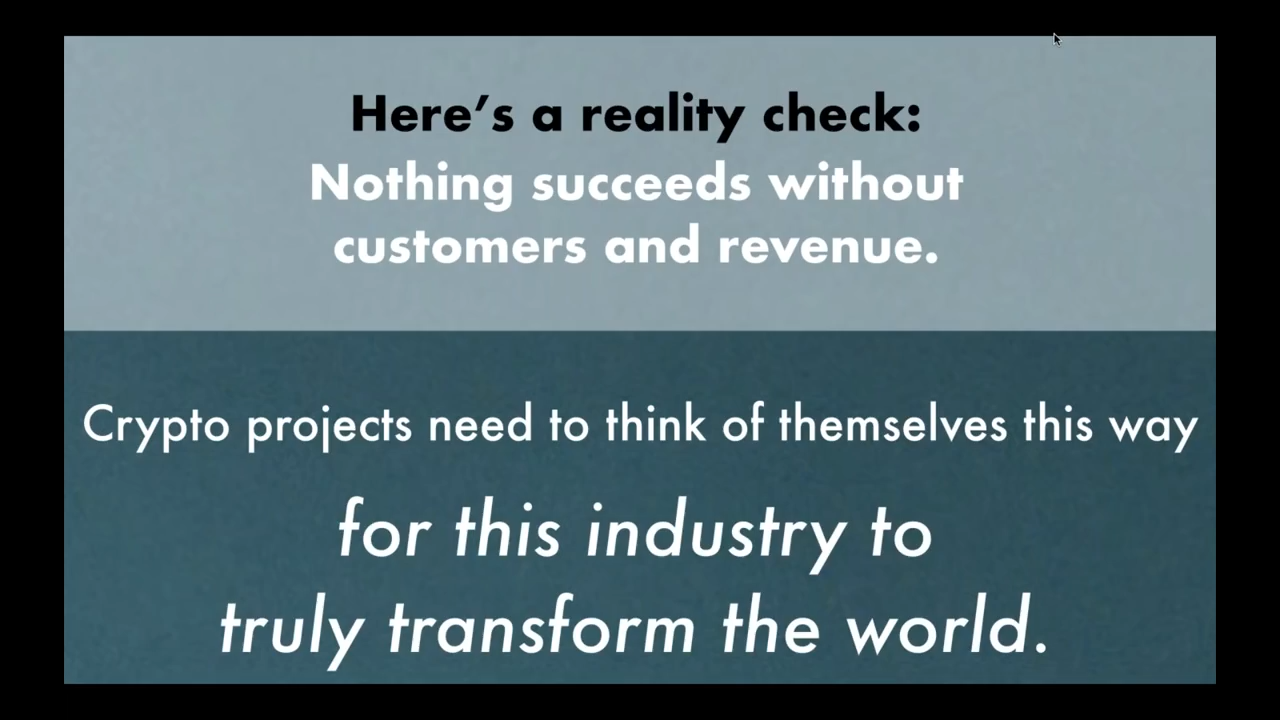 Here’s a reality check:
Nothing succeeds without
customers and revenue.
Crypto projects need to think of themselves this way
for this industry to
truly transform the world.